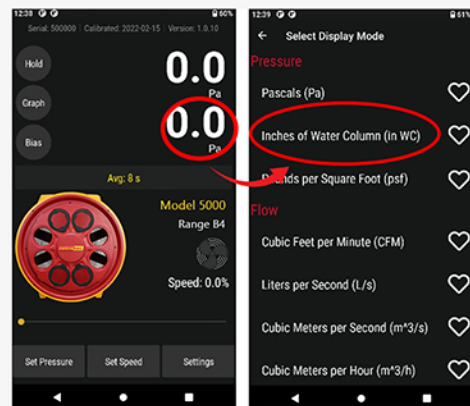 12:38
60%
Serial: 500009 | Calibrated: 2022-02-15 | Version: 1.0.10
Hold
0.0
Pa
Graph
0.0
Pa
Bias
Avg: 8 s
Model 5000
Range B4
Speed: 0.0%
Set Pressure
Set Speed
Settings
12:39
61%
Select Display Mode
Pressure
Pascals (Pa)
Inches of Water Column (in WC)
Pounds per Square Foot (psf)
Flow
Cubic Feet per Minute (CFM)
Liters per Second (L/s)
Cubic Meters per Second (m^3/s)
Cubic Meters per Hour (m^3/h)